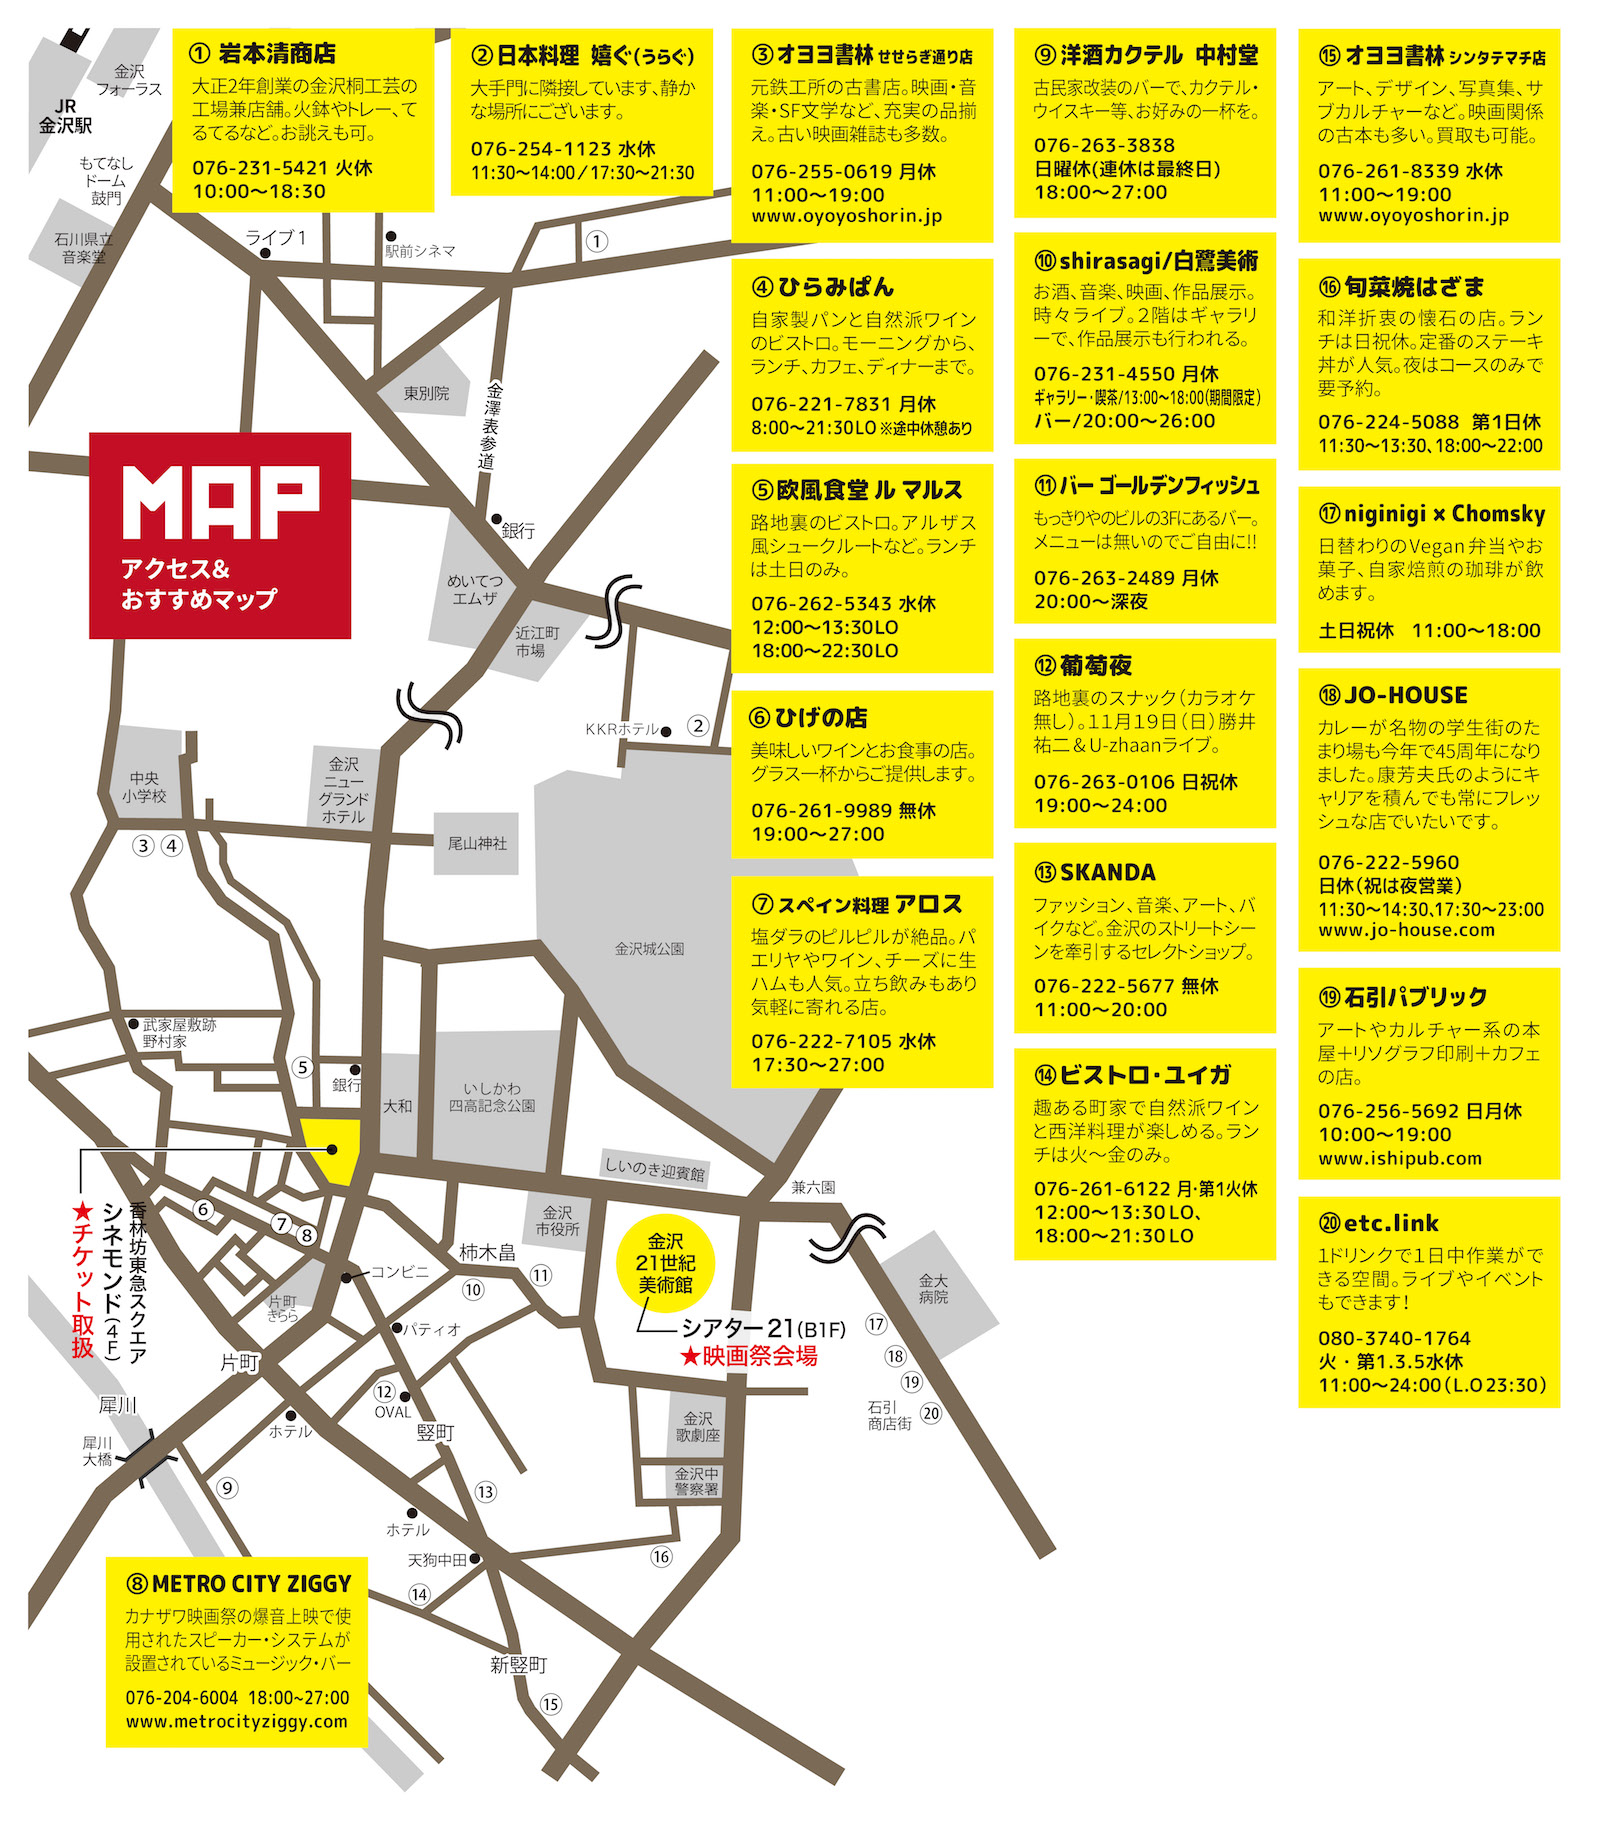 ① 岩本清商店
大正2年創業の金沢桐工芸の
工場兼店舗。火鉢やトレー、て
るてるなど。お誂えも可。
076-231-5421 火休
10:00〜18:30
② 日本料理 嬉ぐ(うらぐ)
大手門に隣接しています、静か
な場所にございます。
076-254-1123 水休
11:30〜14:00/17:30〜21:30
③ オヨヨ書林 せせらぎ通り店
元鉄工所の古書店。映画・音
楽・SF文学など、充実の品揃
え。古い映画雑誌も多数。
076-255-0619 月休
11:00〜19:00
www.oyoyoshorin.jp
④ ひらみぱん
自家製パンと自然派ワイン
のビストロ。モーニングから、
ランチ、カフェ、ディナーまで。
076-221-7831 月休
8:00〜21:30LO ※途中休憩あり
⑤ 欧風食堂 ル マルス
路地裏のビストロ。アルザス
風シュークルートなど。ランチ
は土日のみ。
076-262-5343 水休
12:00〜13:30LO
18:00〜22:30LO
⑥ ひげの店
美味しいワインとお食事の店。
グラス一杯からご提供します。
076-261-9989 無休
19:00〜27:00
⑦ スペイン料理 アロス
塩ダラのピルピルが絶品。パ
エリヤやワイン、チーズに生
ハムも人気。立ち飲みもあり
気軽に寄れる店。
076-222-7105 水休
17:30〜27:00
⑧ METRO CITY ZIGGY
カナザワ映画祭の爆音上映で使
用されたスピーカー・システムが
設置されているミュージック・バー
076-204-6004 18:00~27:00
www.metrocityziggy.com
⑨ 洋酒カクテル 中村堂
古民家改装のバーで、カクテル・
ウイスキー等、お好みの一杯を。
076-263-3838
日曜休(連休は最終日)
18:00〜27:00
⑩ shirasagi/白鷺美術
お酒、音楽、映画、作品展示。
時々ライブ。2階はギャラリ
ーで、作品展示も行われる。
076-231-4550 月休
ギャラリー・喫茶/13:00〜18:00(期間限定)
バー/20:00〜26:00
⑪ バー ゴールデンフィッシュ
もっきりやのビルの3Fにあるバー。
メニューは無いのでご自由に!!
076-263-2489 月休
20:00〜深夜
⑫ 葡萄夜
路地裏のスナック(カラオケ
無し)。11月19日(日)勝井
祐二&U-zhaanライブ。
076-263-0106 日祝休
19:00〜24:00
⑬ SKANDA
ファッション、音楽、アート、バ
イクなど。金沢のストリートシー
ンを牽引するセレクトショップ。
076-222-5677 無休
11:00〜20:00
⑭ ビストロ・ユイガ
趣ある町家で自然派ワイン
と西洋料理が楽しめる。ラン
チは火〜金のみ。
076-261-6122 月・第1火休
12:00〜13:30 LO、
18:00〜21:30 LO
⑮ オヨヨ書林 シンタテマチ店
アート、デザイン、写真集、サ
ブカルチャーなど。映画関係
の古本も多い。買取も可能。
076-261-8339 水休
11:00〜19:00
www.oyoyoshorin.jp
⑯ 旬菜焼はざま
和洋折衷の懐石の店。ラン
チは日祝休。定番のステーキ
丼が人気。夜はコースのみで
要予約。
076-224-5088 第1日休
11:30〜13:30、18:00〜22:00
⑰ niginigi × Chomsky
日替わりのVegan弁当やお
菓子、自家焙煎の珈琲が飲
めます。
土日祝休 11:00〜18:00
⑱ JO-HOUSE
カレーが名物の学生街のた
まり場も今年で45周年になり
ました。康芳夫氏のようにキ
ャリアを積んでも常にフレッ
シュな店でいたいです。
076-222-5960
日休(祝は夜営業)
11:30〜14:30、17:30〜23:00
www.jo-house.com
⑲ 石引パブリック
アートやカルチャー系の本
屋+リソグラフ印刷+カフェ
の店。
076-256-5692 日月休
10:00〜19:00
www.ishipub.com
⑳ etc.link
1ドリンクで1日中作業がで
きる空間。ライブやイベント
もできます!
080-3740-1764
火・第1.3.5水休
11:00〜24:00(L.O 23:30)
MAP
アクセス&
おすすめマップ
金沢
フォーラス
JR
金沢駅
もてなし
ドーム
鼓門
石川県立
音楽堂
ライブ1
駅前シネマ
①
東別院
金澤表参道
銀行
めいてつ
エムザ
近江町
市場
KKRホテル
②
中央
小学校
金沢
ニュー
グランド
ホテル
尾山神社
③
④
金沢城公園
武家屋敷跡
野村家
⑤
銀行
大和
いしかわ
四高記念公園
しいのき迎賓館
兼六園
金沢
市役所
金沢
21世紀
美術館
シアター21(B1F)
★映画祭会場
香林坊東急スクエア
シネモンド(4F)
★チケット取扱
⑥
⑦
⑧
柿木畠
⑩
⑪
コンビニ
片町
きらら
パティオ
片町
犀川
犀川
大橋
ホテル
⑫
OVAL
竪町
⑨
⑬
ホテル
天狗中田
⑭
新竪町
⑮
⑯
金沢
歌劇座
金沢中
警察署
金大
病院
⑰
⑱
⑲
⑳
石引
商店街